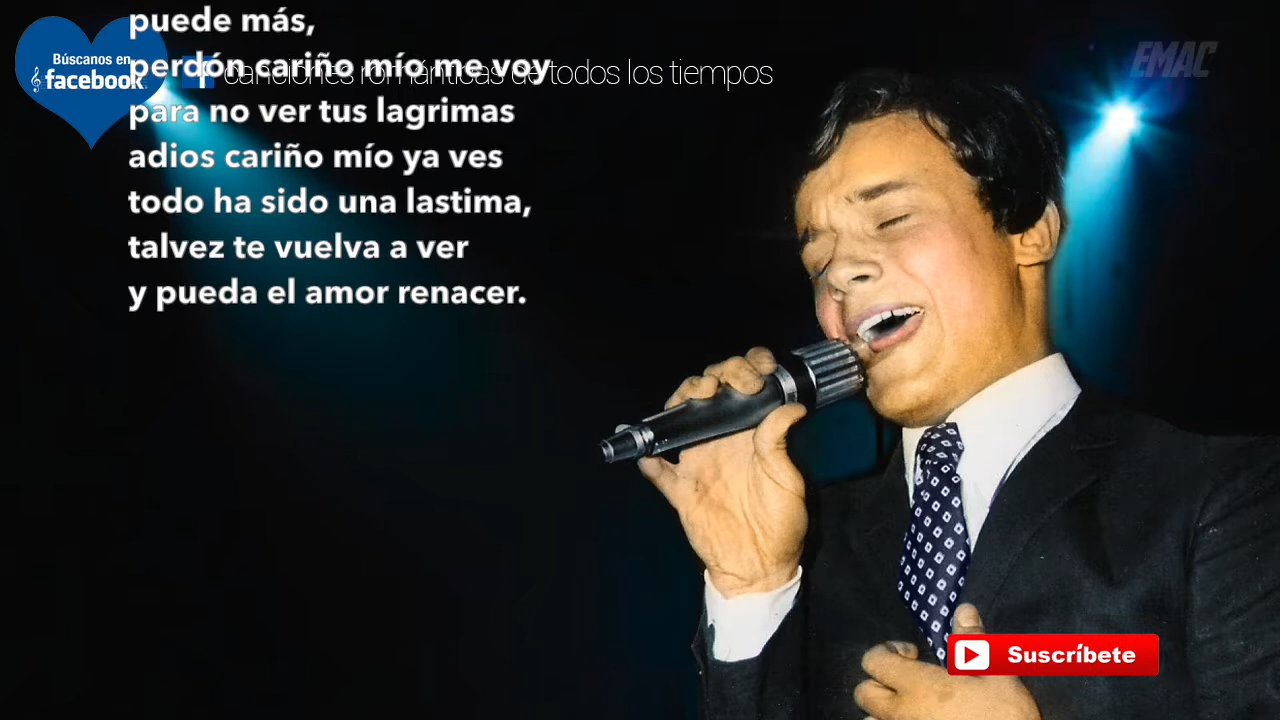 puede más,
perdón cariño mío me voy
para no ver tus lagrimas
adios cariño mío ya ves
todo ha sido una lastima,
talvez te vuelva a ver
y pueda el amor renacer.
Búscanos en
facebook
canciones románticas de todos los tiempos
EMAC
Suscríbete